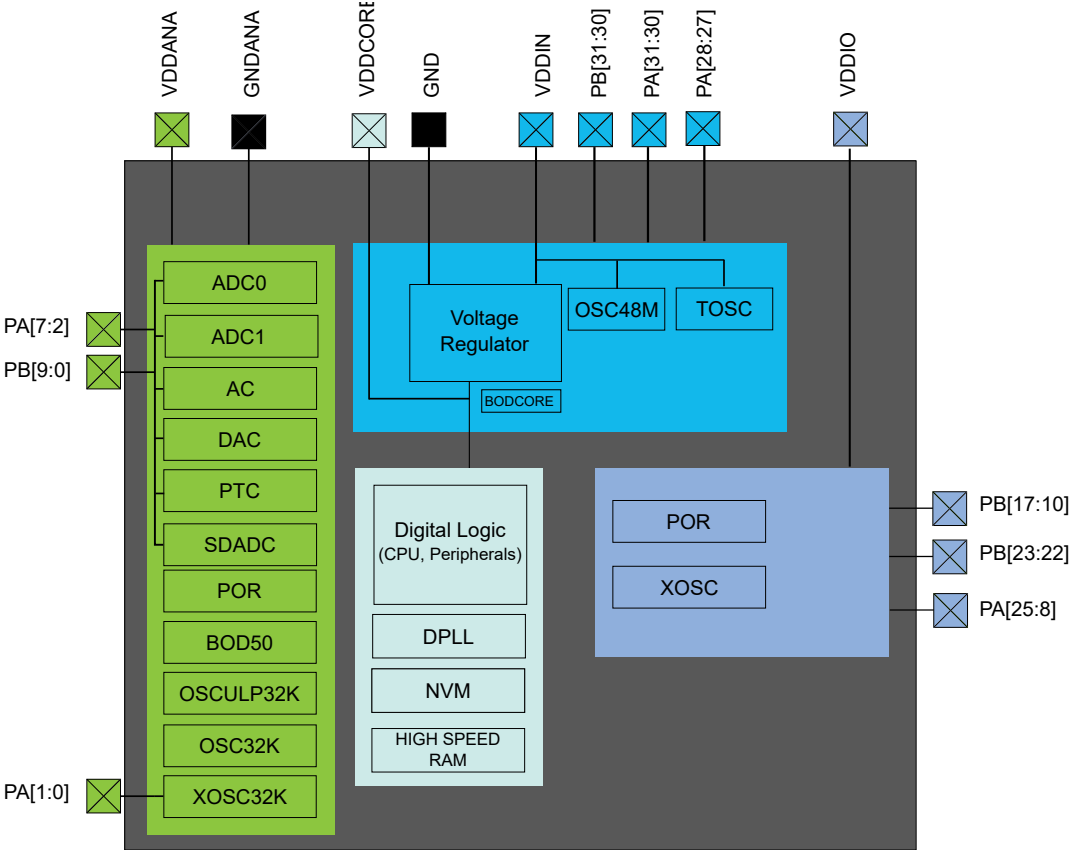 VDDANA
GNDANA
VDDCORE
GND
VDDIN
PB[31:30]
PA[31:30]
PA[28:27]
VDDIO
PA[7:2]
PB[9:0]
PA[1:0]
ADC0
ADC1
AC
DAC
PTC
SDADC
POR
BOD50
OSCULP32K
OSC32K
XOSC32K
Voltage
Regulator
OSC48M
TOSC
BODCORE
Digital Logic
(CPU, Peripherals)
DPLL
NVM
HIGH SPEED
RAM
POR
XOSC
PB[17:10]
PB[23:22]
PA[25:8]